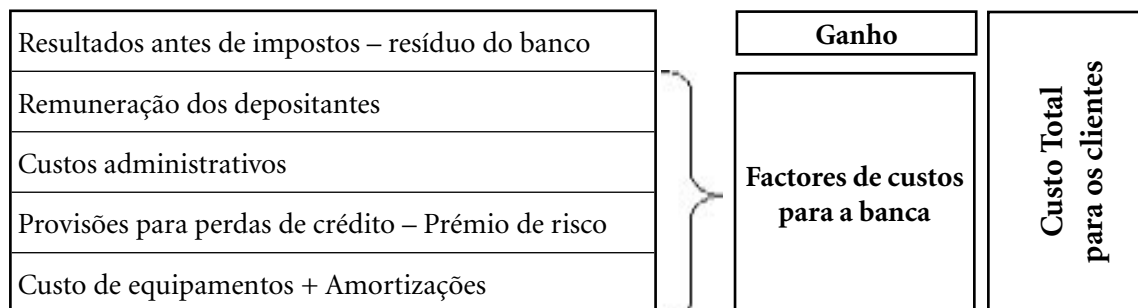 Resultados antes de impostos – resíduo do banco
Remuneração dos depositantes
Custos administrativos
Provisões para perdas de crédito – Prémio de risco
Custo de equipamentos + Amortizações
Ganho
Factores de custos
para a banca
Custo Total
para os clientes